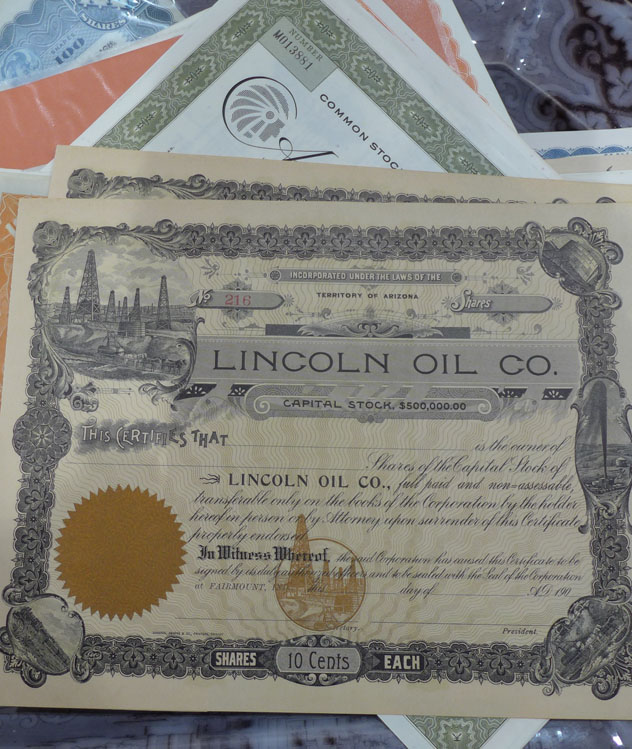 SHARES
100
NUMBER
M013881
COMMON STOCK
INCORPORATED UNDER THE LAWS OF THE
TERRITORY OF ARIZONA
No 216
Shares
LINCOLN OIL CO.
CAPITAL STOCK, $500,000.00
THIS CERTIFIES THAT
is the owner of
Shares of the Capital Stock of
LINCOLN OIL CO., full paid and non-assessable,
transferable only on the books of the Corporation by the holder
hereof in person or by Attorney upon surrender of this Certificate
properly endorsed.
In Witness Whereof, the said Corporation has caused this Certificate to be
signed by its duly authorized officers and to be sealed with the Seal of the Corporation
at FAIRMOUNT, this day of A.D. 190
President.
SHARES 10 Cents EACH